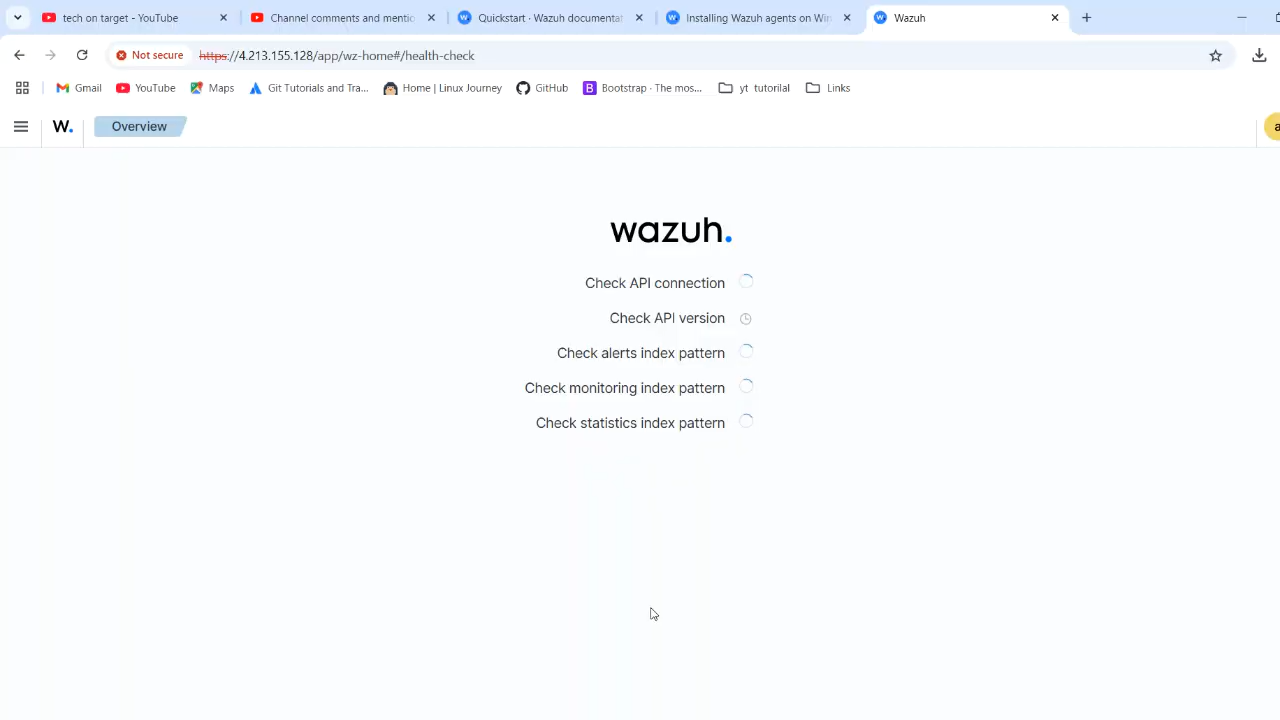 tech on target - YouTube
Channel comments and mentio
Quickstart · Wazuh documentat
Installing Wazuh agents on Win
Wazuh
Not secure
https://4.213.155.128/app/wz-home#/health-check
Gmail
YouTube
Maps
Git Tutorials and Tra...
Home | Linux Journey
GitHub
B
Bootstrap · The mos...
yt tutorilal
Links
W.
Overview
a
wazuh.
Check API connection
Check API version
Check alerts index pattern
Check monitoring index pattern
Check statistics index pattern